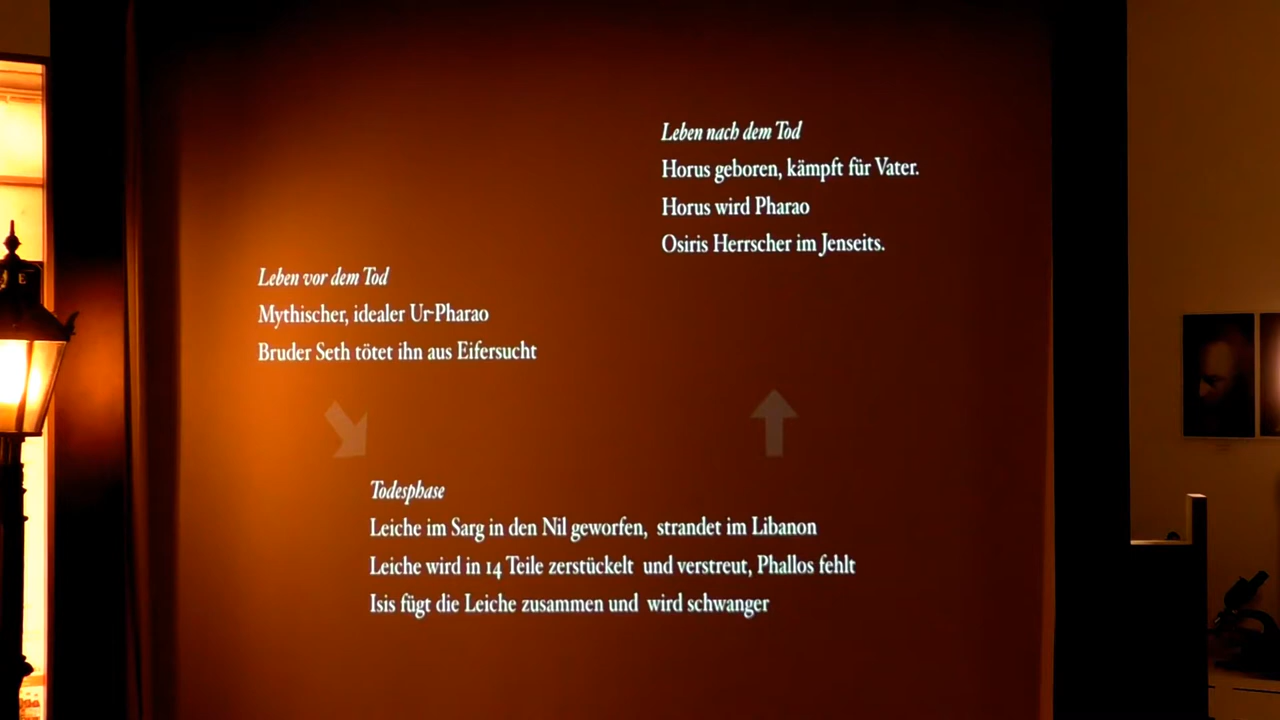 Leben nach dem Tod
Horus geboren, kämpft für Vater.
Horus wird Pharao
Osiris Herrscher im Jenseits.
Leben vor dem Tod
Mythischer, idealer Ur-Pharao
Bruder Seth tötet ihn aus Eifersucht
Todesphase
Leiche im Sarg in den Nil geworfen, strandet im Libanon
Leiche wird in 14 Teile zerstückelt und verstreut, Phallos fehlt
Isis fügt die Leiche zusammen und wird schwanger